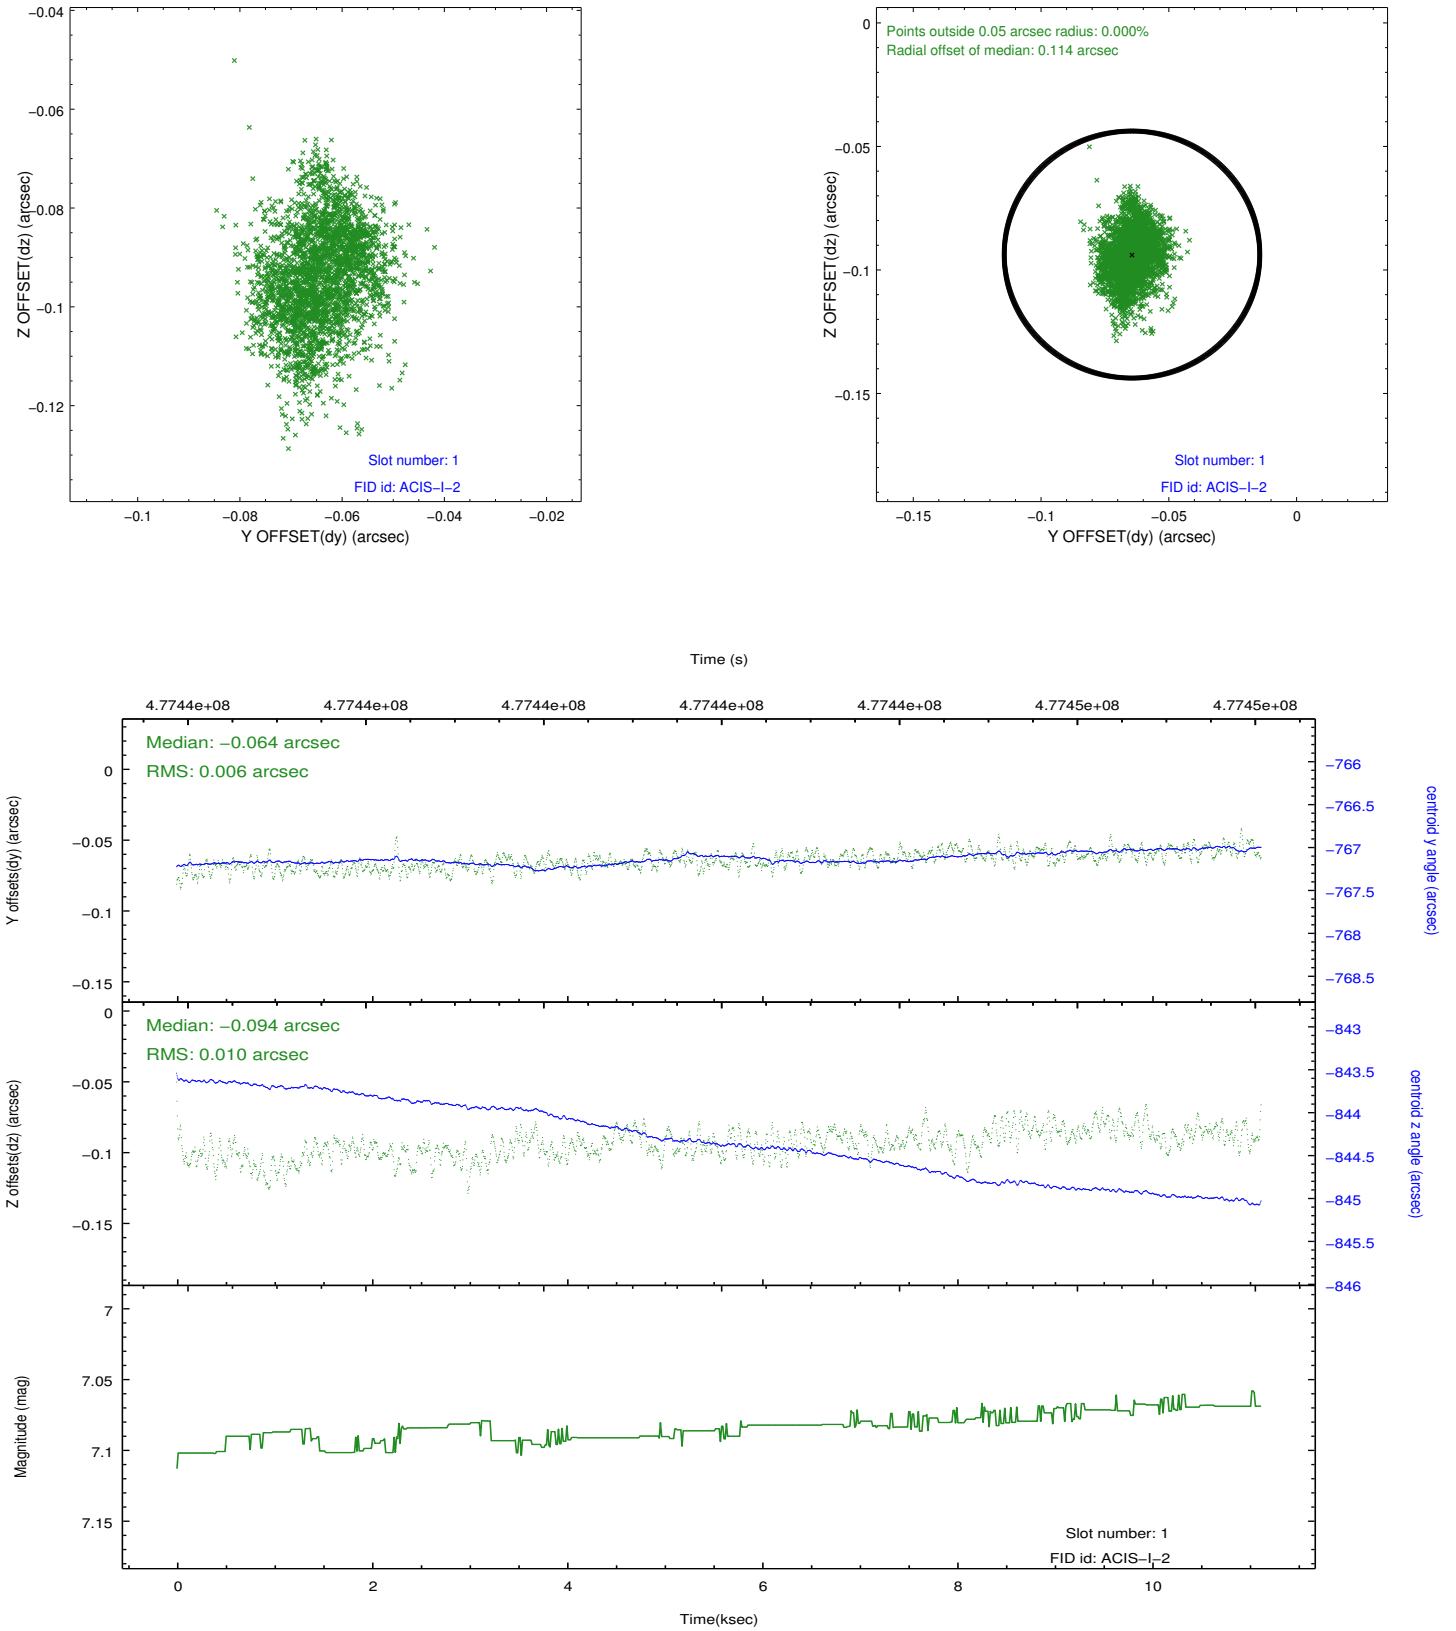 −0.04
−0.06
−0.08
−0.1
−0.12
Z OFFSET(dz) (arcsec)
Slot number: 1
FID id: ACIS−I−2
−0.1
−0.08
−0.06
−0.04
−0.02
Y OFFSET(dy) (arcsec)
Points outside 0.05 arcsec radius: 0.000%
Radial offset of median: 0.114 arcsec
0
−0.05
−0.1
−0.15
Z OFFSET(dz) (arcsec)
Slot number: 1
FID id: ACIS−I−2
−0.15
−0.1
−0.05
0
Y OFFSET(dy) (arcsec)
Time (s)
4.7744e+08
4.7744e+08
4.7744e+08
4.7744e+08
4.7744e+08
4.7745e+08
4.7745e+08
Median: −0.064 arcsec
RMS: 0.006 arcsec
0
−0.05
−0.1
−0.15
Y offsets(dy) (arcsec)
−766
−766.5
−767
−767.5
−768
−768.5
centroid y angle (arcsec)
Median: −0.094 arcsec
RMS: 0.010 arcsec
0
−0.05
−0.1
−0.15
Z offsets(dz) (arcsec)
−843
−843.5
−844
−844.5
−845
−845.5
−846
centroid z angle (arcsec)
7
7.05
7.1
7.15
Magnitude (mag)
Slot number: 1
FID id: ACIS−I−2
0
2
4
6
8
10
Time(ksec)